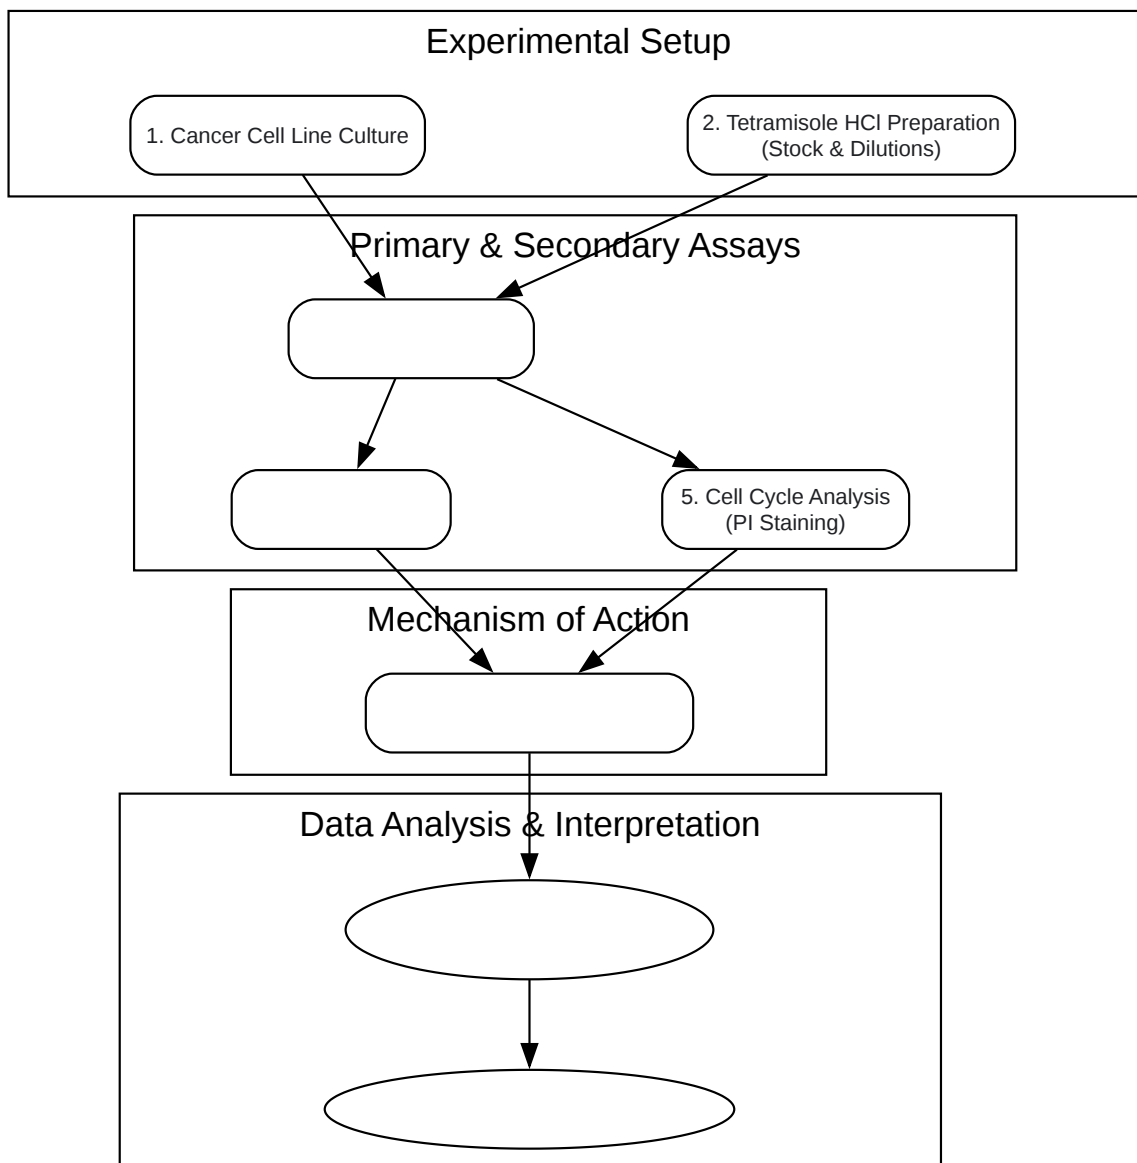 Experimental Setup
1. Cancer Cell Line Culture
2. Tetramisole HCl Preparation
(Stock & Dilutions)
Primary & Secondary Assays
5. Cell Cycle Analysis
(PI Staining)
Mechanism of Action
Data Analysis & Interpretation